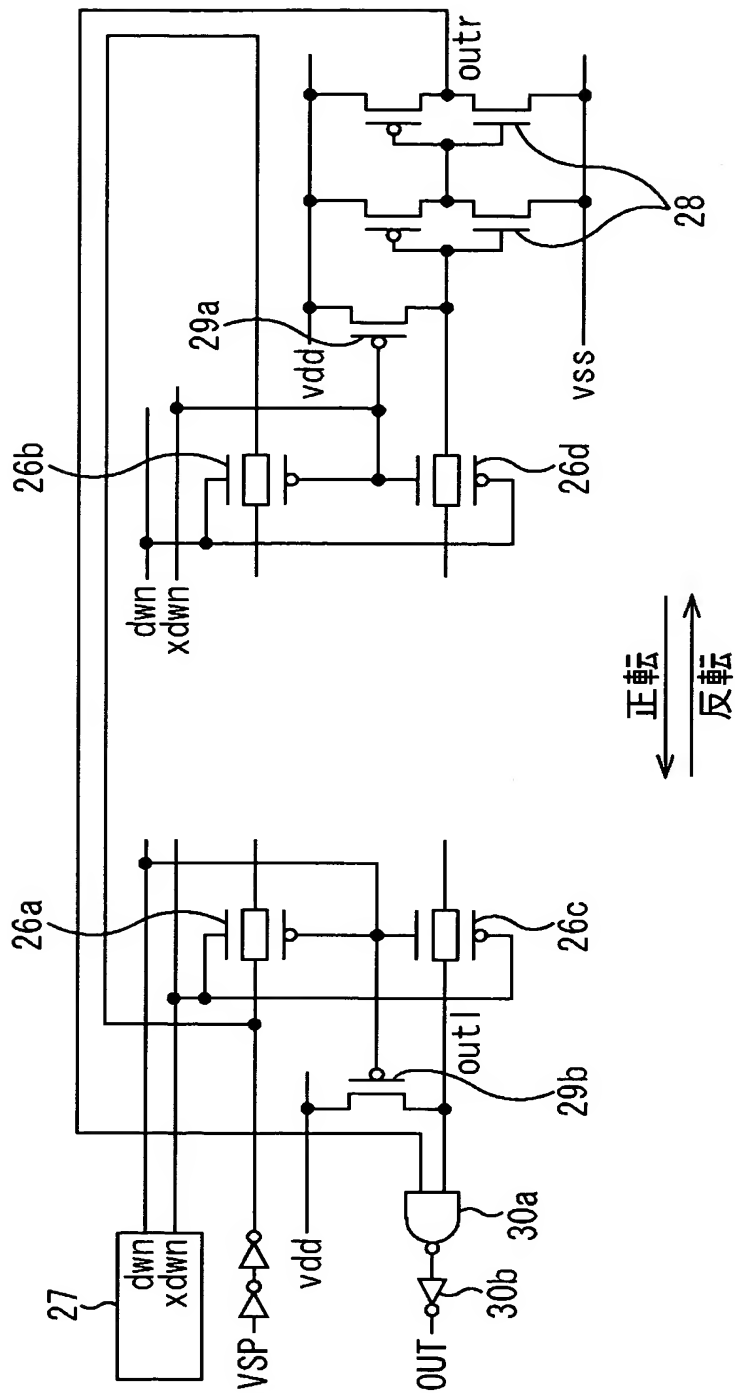 27
dwn
xdwn
VSP
vdd
OUT
30b
30a
29b
outl
26a
26c
正転
反転
dwn
xdwn
26b
26d
29a
vdd
vss
28
outr